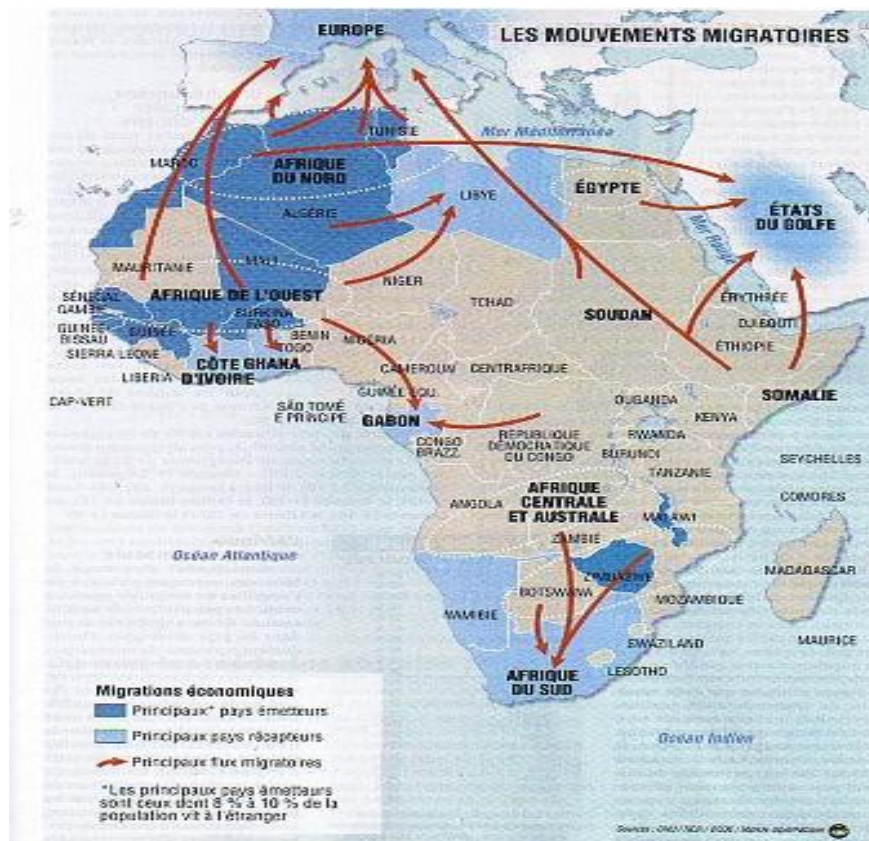 EUROPE
LES MOUVEMENTS MIGRATOIRES
Mer Méditerranée
TUNISIE
MAROC
AFRIQUE
DU NORD
ÉGYPTE
LIBYE
ÉTATS
DU GOLFE
ALGÉRIE
Mer Rouge
MAURITANIE
MALI
NIGER
SÉNÉGAL
GAMBIE
AFRIQUE DE L'OUEST
TCHAD
SOUDAN
ÉRYTHRÉE
GUINÉE-
BISSAU
GUINÉE
BURKINA
FASO
BENIN
TOGO
NIGÉRIA
DJIBOUTI
ÉTHIOPIE
SIERRA LEONE
LIBERIA
CÔTE
D'IVOIRE
GHANA
CAMEROUN
CENTRAFRIQUE
SOMALIE
CAP-VERT
GUINÉE ÉQU.
SÃO TOMÉ
E PRINCIPE
GABON
OUGANDA
KENYA
CONGO
BRAZZ.
RÉPUBLIQUE
DÉMOCRATIQUE
DU CONGO
RWANDA
BURUNDI
SEYCHELLES
TANZANIE
ANGOLA
AFRIQUE
CENTRALE
ET AUSTRALE
COMORES
MALAWI
ZAMBIE
Océan Atlantique
ZIMBABWE
MADAGASCAR
BOTSWANA
MOZAMBIQUE
NAMIBIE
MAURICE
SWAZILAND
LESOTHO
AFRIQUE
DU SUD
Océan Indien
Migrations économiques
Principaux* pays émetteurs
Principaux pays récepteurs
Principaux flux migratoires
*Les principaux pays émetteurs
sont ceux dont 8 % à 10 % de la
population vit à l'étranger